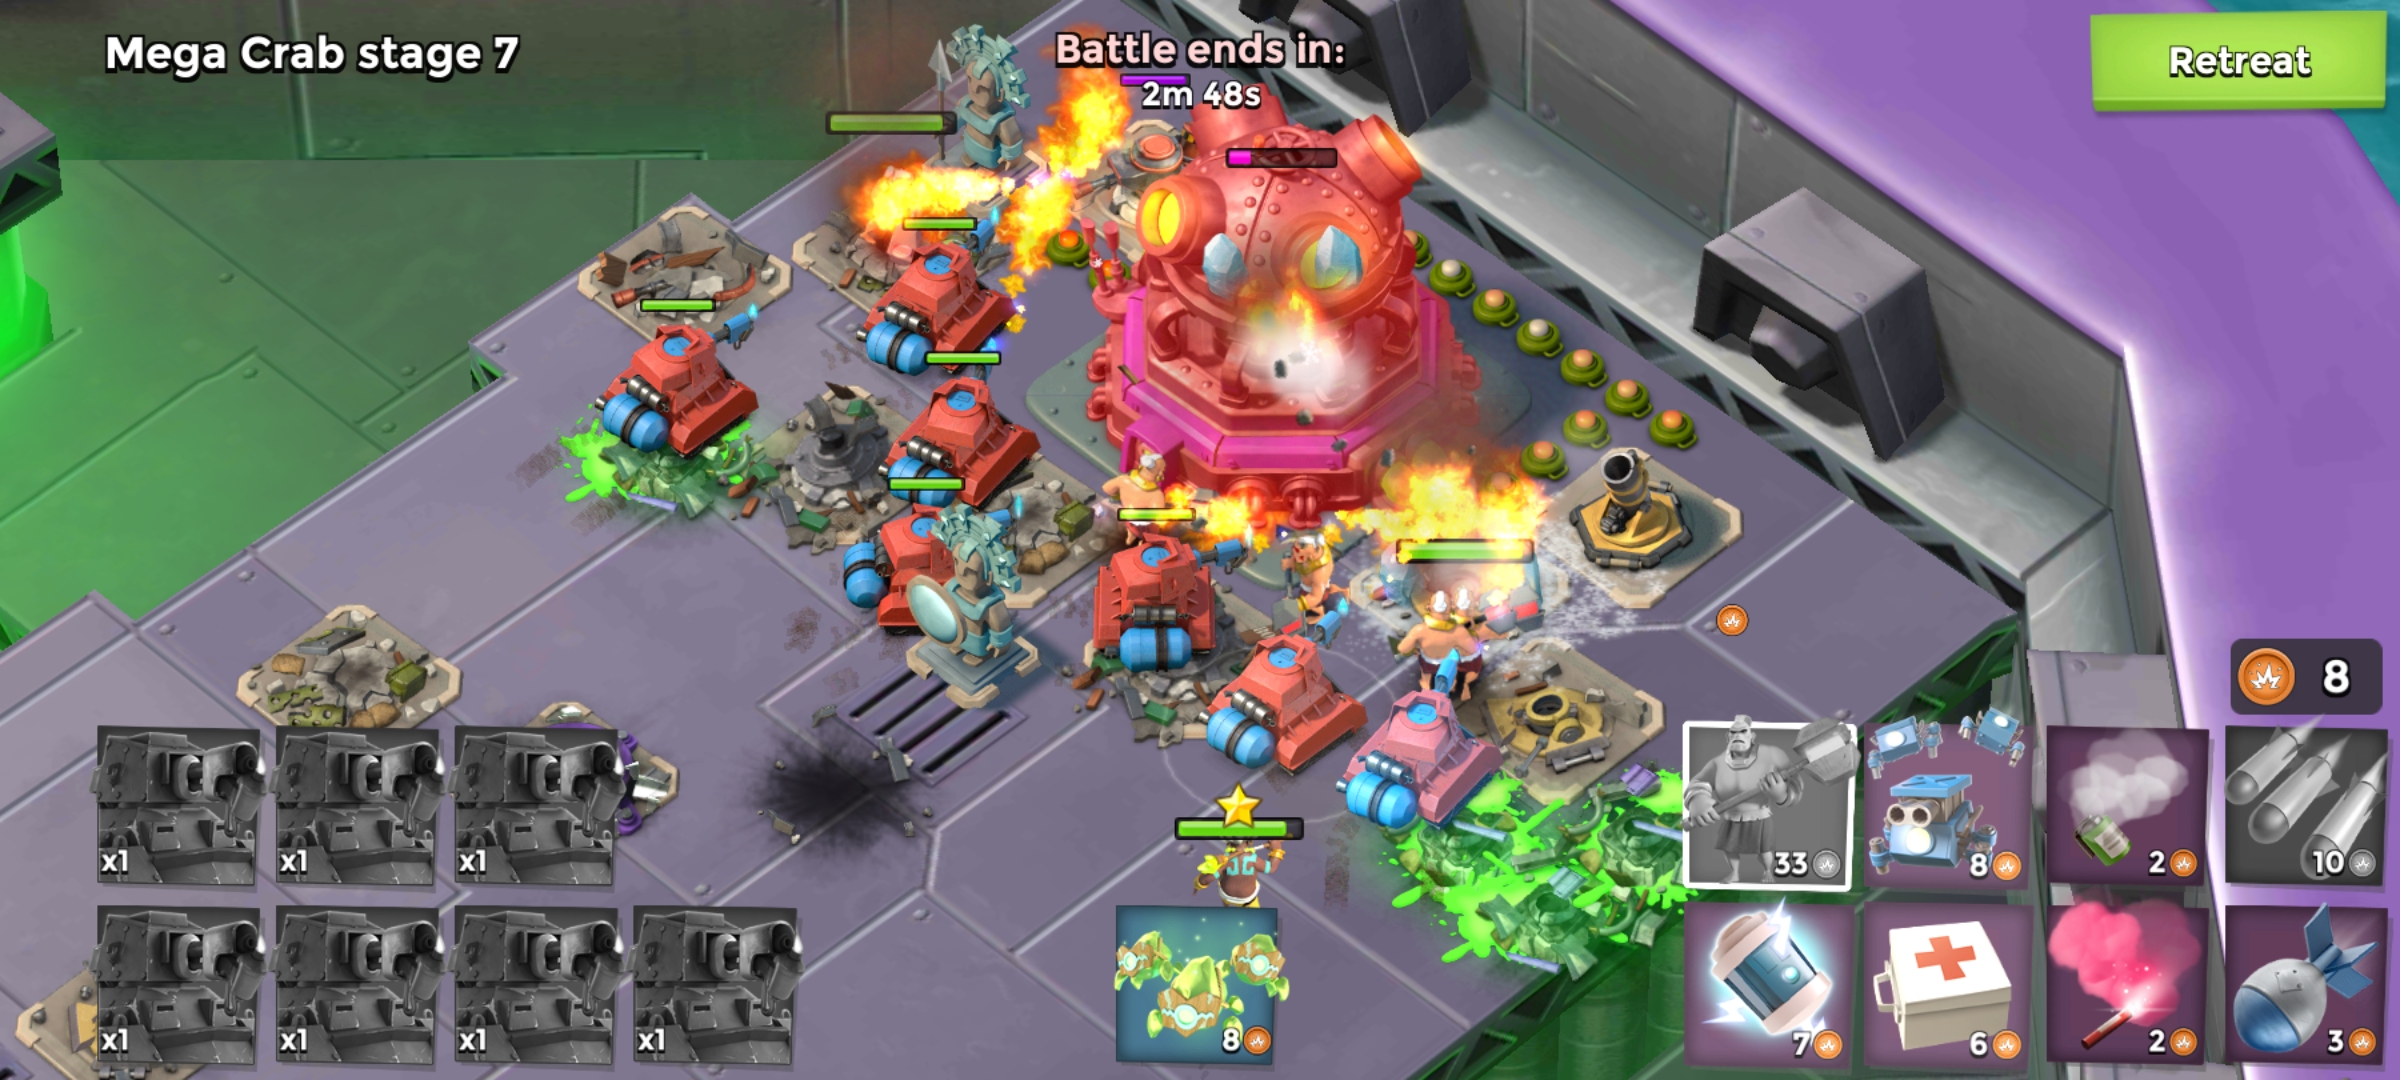 Mega Crab stage 7
Battle ends in:
2m 48s
Retreat
8
x1
x1
x1
33
8
2
10
x1
x1
x1
x1
8
7
6
2
3